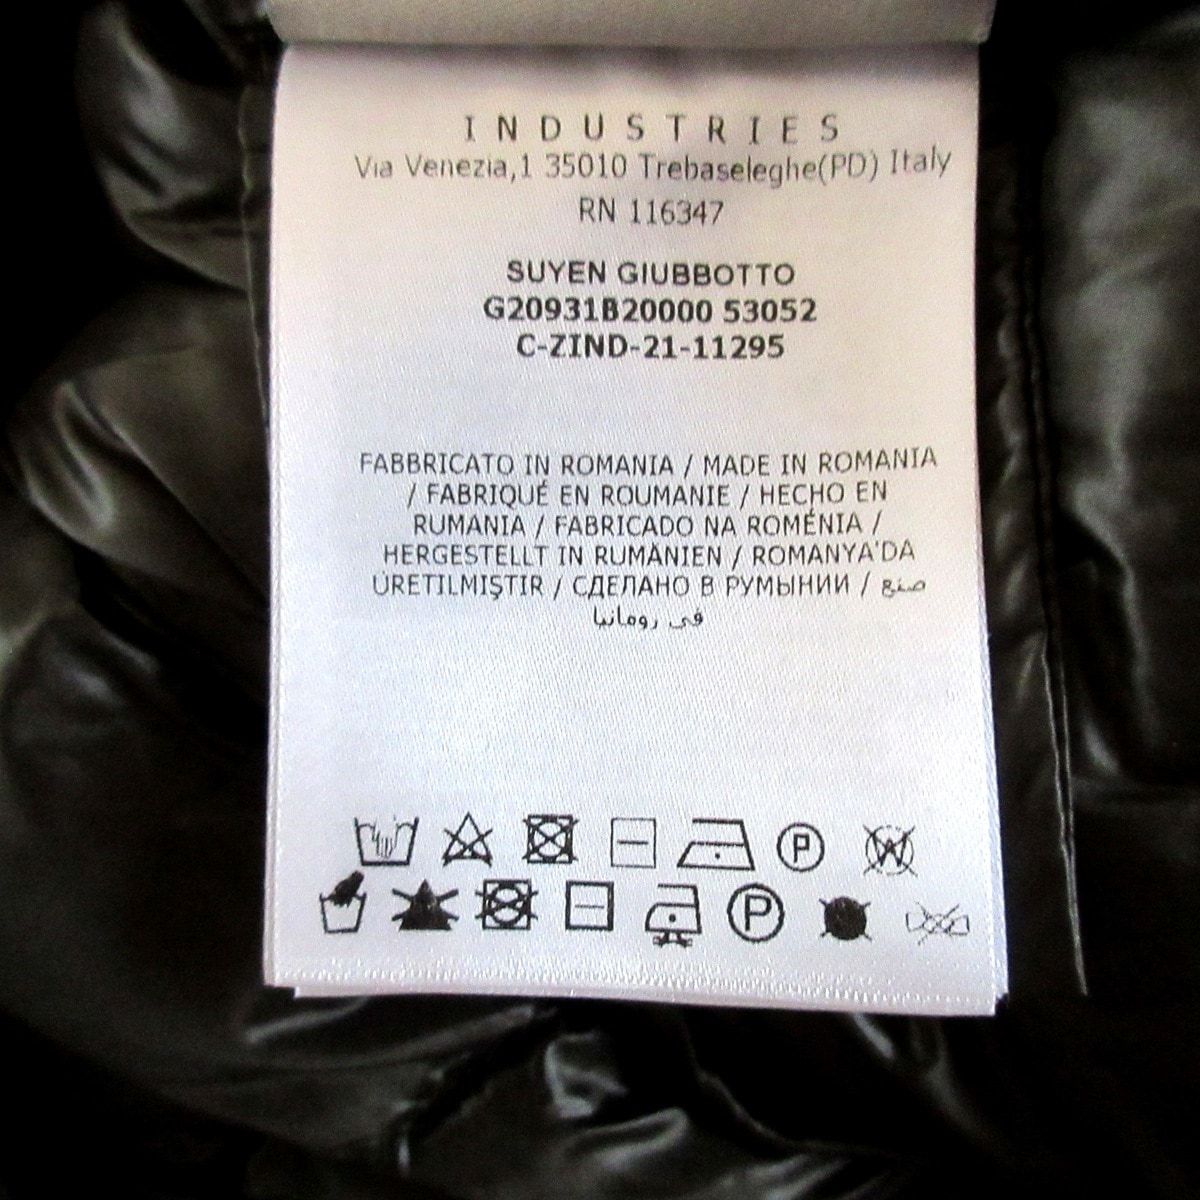 INDUSTRIES
Via Venezia,1 35010 Trebaseleghe(PD) Italy
RN 116347
SUYEN GIUBBOTTO
G20931B20000 53052
C-ZIND-21-11295
FABBRICATO IN ROMANIA / MADE IN ROMANIA
/ FABRIQUÉ EN ROUMANIE / HECHO EN
RUMANIA / FABRICADO NA ROMÉNIA /
HERGESTELLT IN RUMÄNIEN / ROMANYA'DA
ÜRETILMIŞTIR / СДЕЛАНО В РУМЫНИИ / صنع
في رومانيا
P W
P